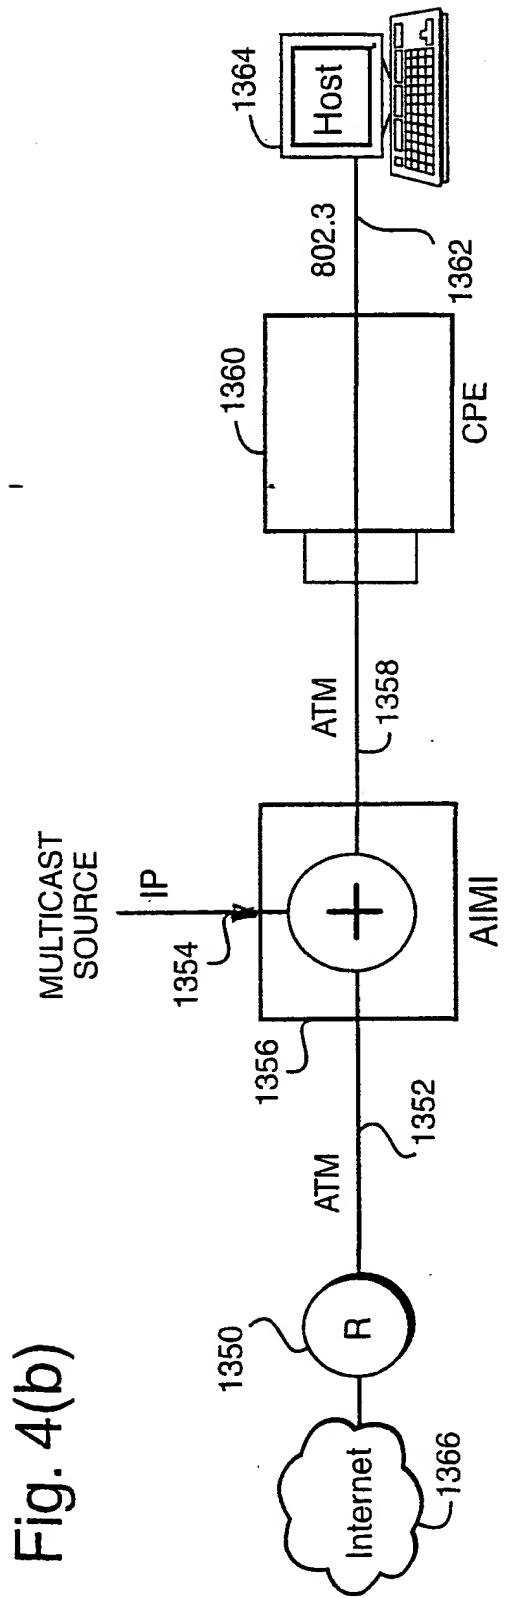 Fig. 4(b)
MULTICAST
SOURCE
IP
1354
1356
1350
1364
1360
Host
802.3
1362
ATM
1358
ATM
1352
R
Internet
1366
AIMI
CPE